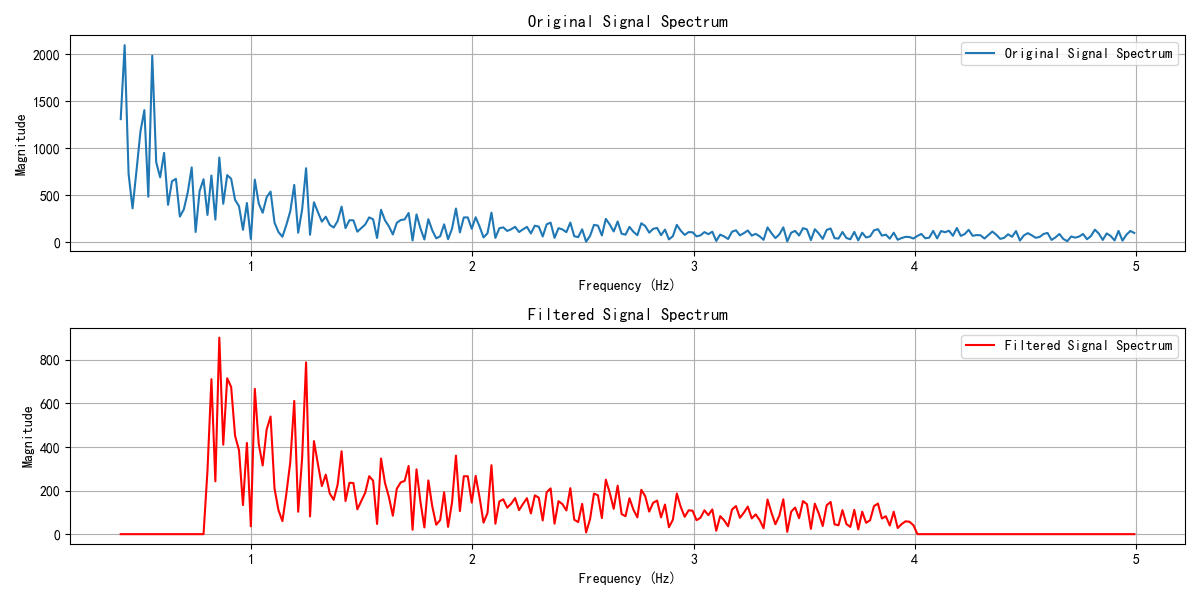 Original Signal Spectrum
Original Signal Spectrum
2000
1500
1000
500
0
Magnitude
1 2 3 4 5
Frequency (Hz)
Filtered Signal Spectrum
Filtered Signal Spectrum
800
600
400
200
0
Magnitude
1 2 3 4 5
Frequency (Hz)